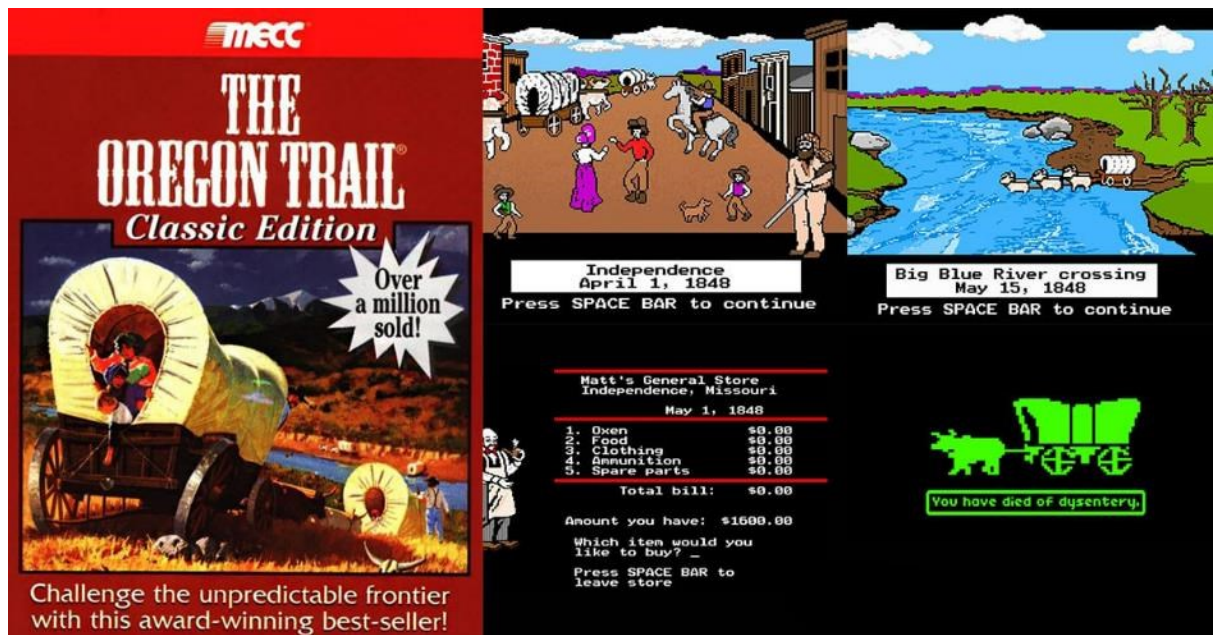 mecc
THE
OREGON TRAIL®
Classic Edition
Over
a million
sold!
Challenge the unpredictable frontier
with this award-winning best-seller!
Independence
April 1, 1848
Press SPACE BAR to continue
Big Blue River crossing
May 15, 1848
Press SPACE BAR to continue
Matt's General Store
Independence, Missouri
May 1, 1848
1. Oxen $0.00
2. Food $0.00
3. Clothing $0.00
4. Ammunition $0.00
5. Spare parts $0.00
Total bill: $0.00
Amount you have: $1600.00
Which item would you
like to buy? _
Press SPACE BAR to
leave store
You have died of dysentery.